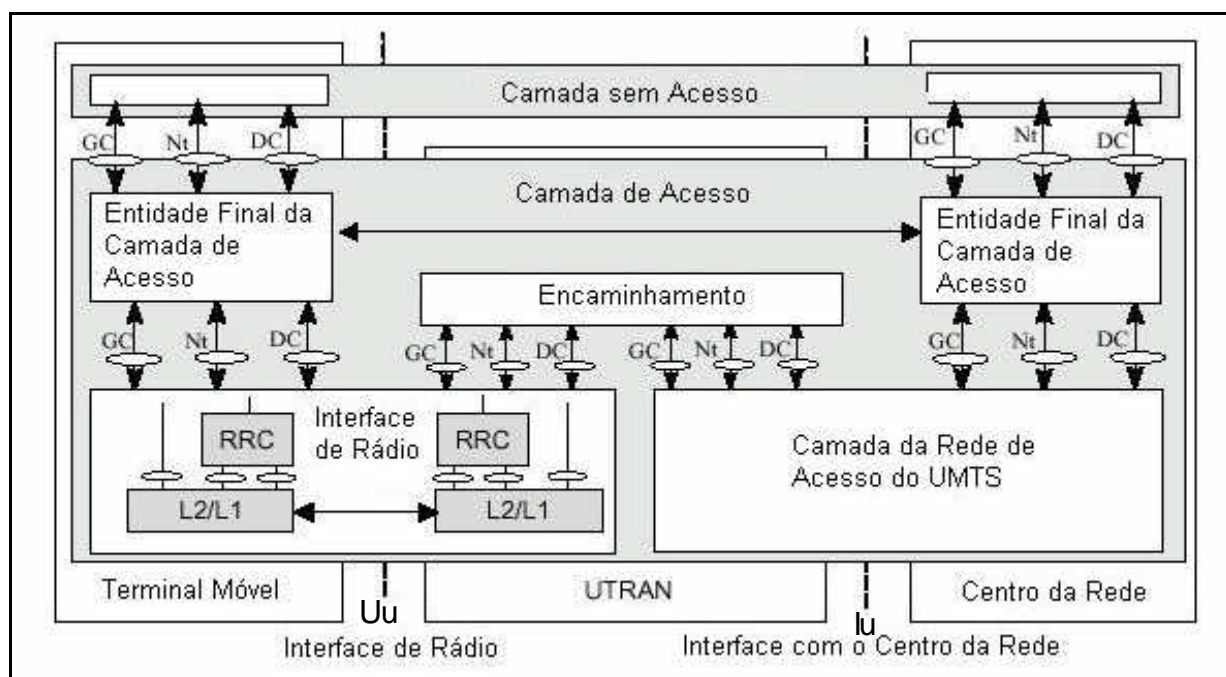 Camada sem Acesso
GC Nt DC
GC Nt DC
Camada de Acesso
Entidade Final da
Camada de
Acesso
Entidade Final da
Camada de
Acesso
Encaminhamento
GC Nt DC
GC Nt DC
GC Nt DC
GC Nt DC
RRC
Interface
de Rádio
RRC
L2/L1
L2/L1
Camada da Rede de
Acesso do UMTS
Terminal Móvel
UTRAN
Centro da Rede
Uu
Iu
Interface de Rádio
Interface com o Centro da Rede